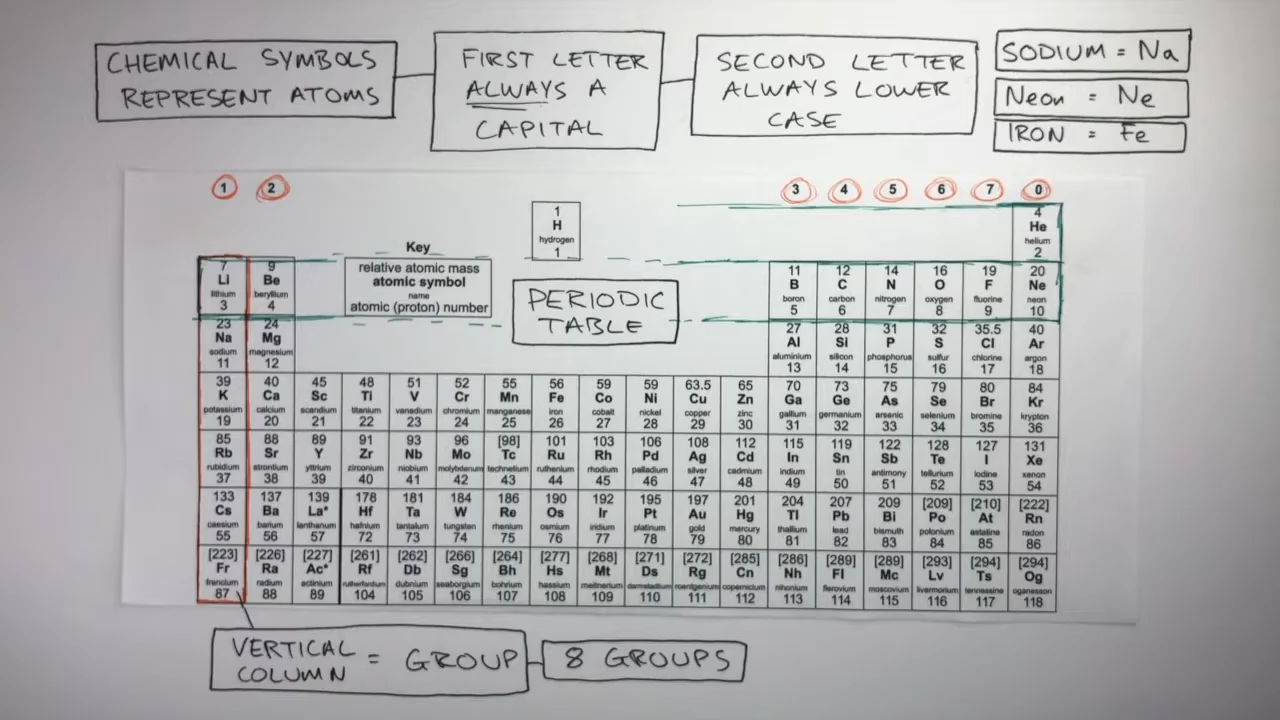 CHEMICAL SYMBOLS
REPRESENT ATOMS
FIRST LETTER
ALWAYS A
CAPITAL
SECOND LETTER
ALWAYS LOWER
CASE
SODIUM = Na
Neon = Ne
IRON = Fe
1 2 3 4 5 6 7 0
1
H
hydrogen
1
4
He
helium
2
Key
relative atomic mass
atomic symbol
name
atomic (proton) number
PERIODIC
TABLE
7 9 11 12 14 16 19 20
Li Be B C N O F Ne
lithium beryllium boron carbon nitrogen oxygen fluorine neon
3 4 5 6 7 8 9 10
23 24 27 28 31 32 35.5 40
Na Mg Al Si P S Cl Ar
sodium magnesium aluminium silicon phosphorus sulfur chlorine argon
11 12 13 14 15 16 17 18
39 40 45 48 51 52 55 56 59 59 63.5 65 70 73 75 79 80 84
K Ca Sc Ti V Cr Mn Fe Co Ni Cu Zn Ga Ge As Se Br Kr
potassium calcium scandium titanium vanadium chromium manganese iron cobalt nickel copper zinc gallium germanium arsenic selenium bromine krypton
19 20 21 22 23 24 25 26 27 28 29 30 31 32 33 34 35 36
85 88 89 91 93 96 [98] 101 103 106 108 112 115 119 122 128 127 131
Rb Sr Y Zr Nb Mo Tc Ru Rh Pd Ag Cd In Sn Sb Te I Xe
rubidium strontium yttrium zirconium niobium molybdenum technetium ruthenium rhodium palladium silver cadmium indium tin antimony tellurium iodine xenon
37 38 39 40 41 42 43 44 45 46 47 48 49 50 51 52 53 54
133 137 139 178 181 184 186 190 192 195 197 201 204 207 209 [209] [210] [222]
Cs Ba La* Hf Ta W Re Os Ir Pt Au Hg Tl Pb Bi Po At Rn
caesium barium lanthanum hafnium tantalum tungsten rhenium osmium iridium platinum gold mercury thallium lead bismuth polonium astatine radon
55 56 57 72 73 74 75 76 77 78 79 80 81 82 83 84 85 86
[223] [226] [227] [261] [262] [266] [264] [277] [268] [271] [272] [285] [286] [289] [289] [293] [294] [294]
Fr Ra Ac* Rf Db Sg Bh Hs Mt Ds Rg Cn Nh Fl Mc Lv Ts Og
francium radium actinium rutherfordium dubnium seaborgium bohrium hassium meitnerium darmstadtium roentgenium copernicium nihonium flerovium moscovium livermorium tennessine oganesson
87 88 89 104 105 106 107 108 109 110 111 112 113 114 115 116 117 118
VERTICAL
COLUMN = GROUP
8 GROUPS